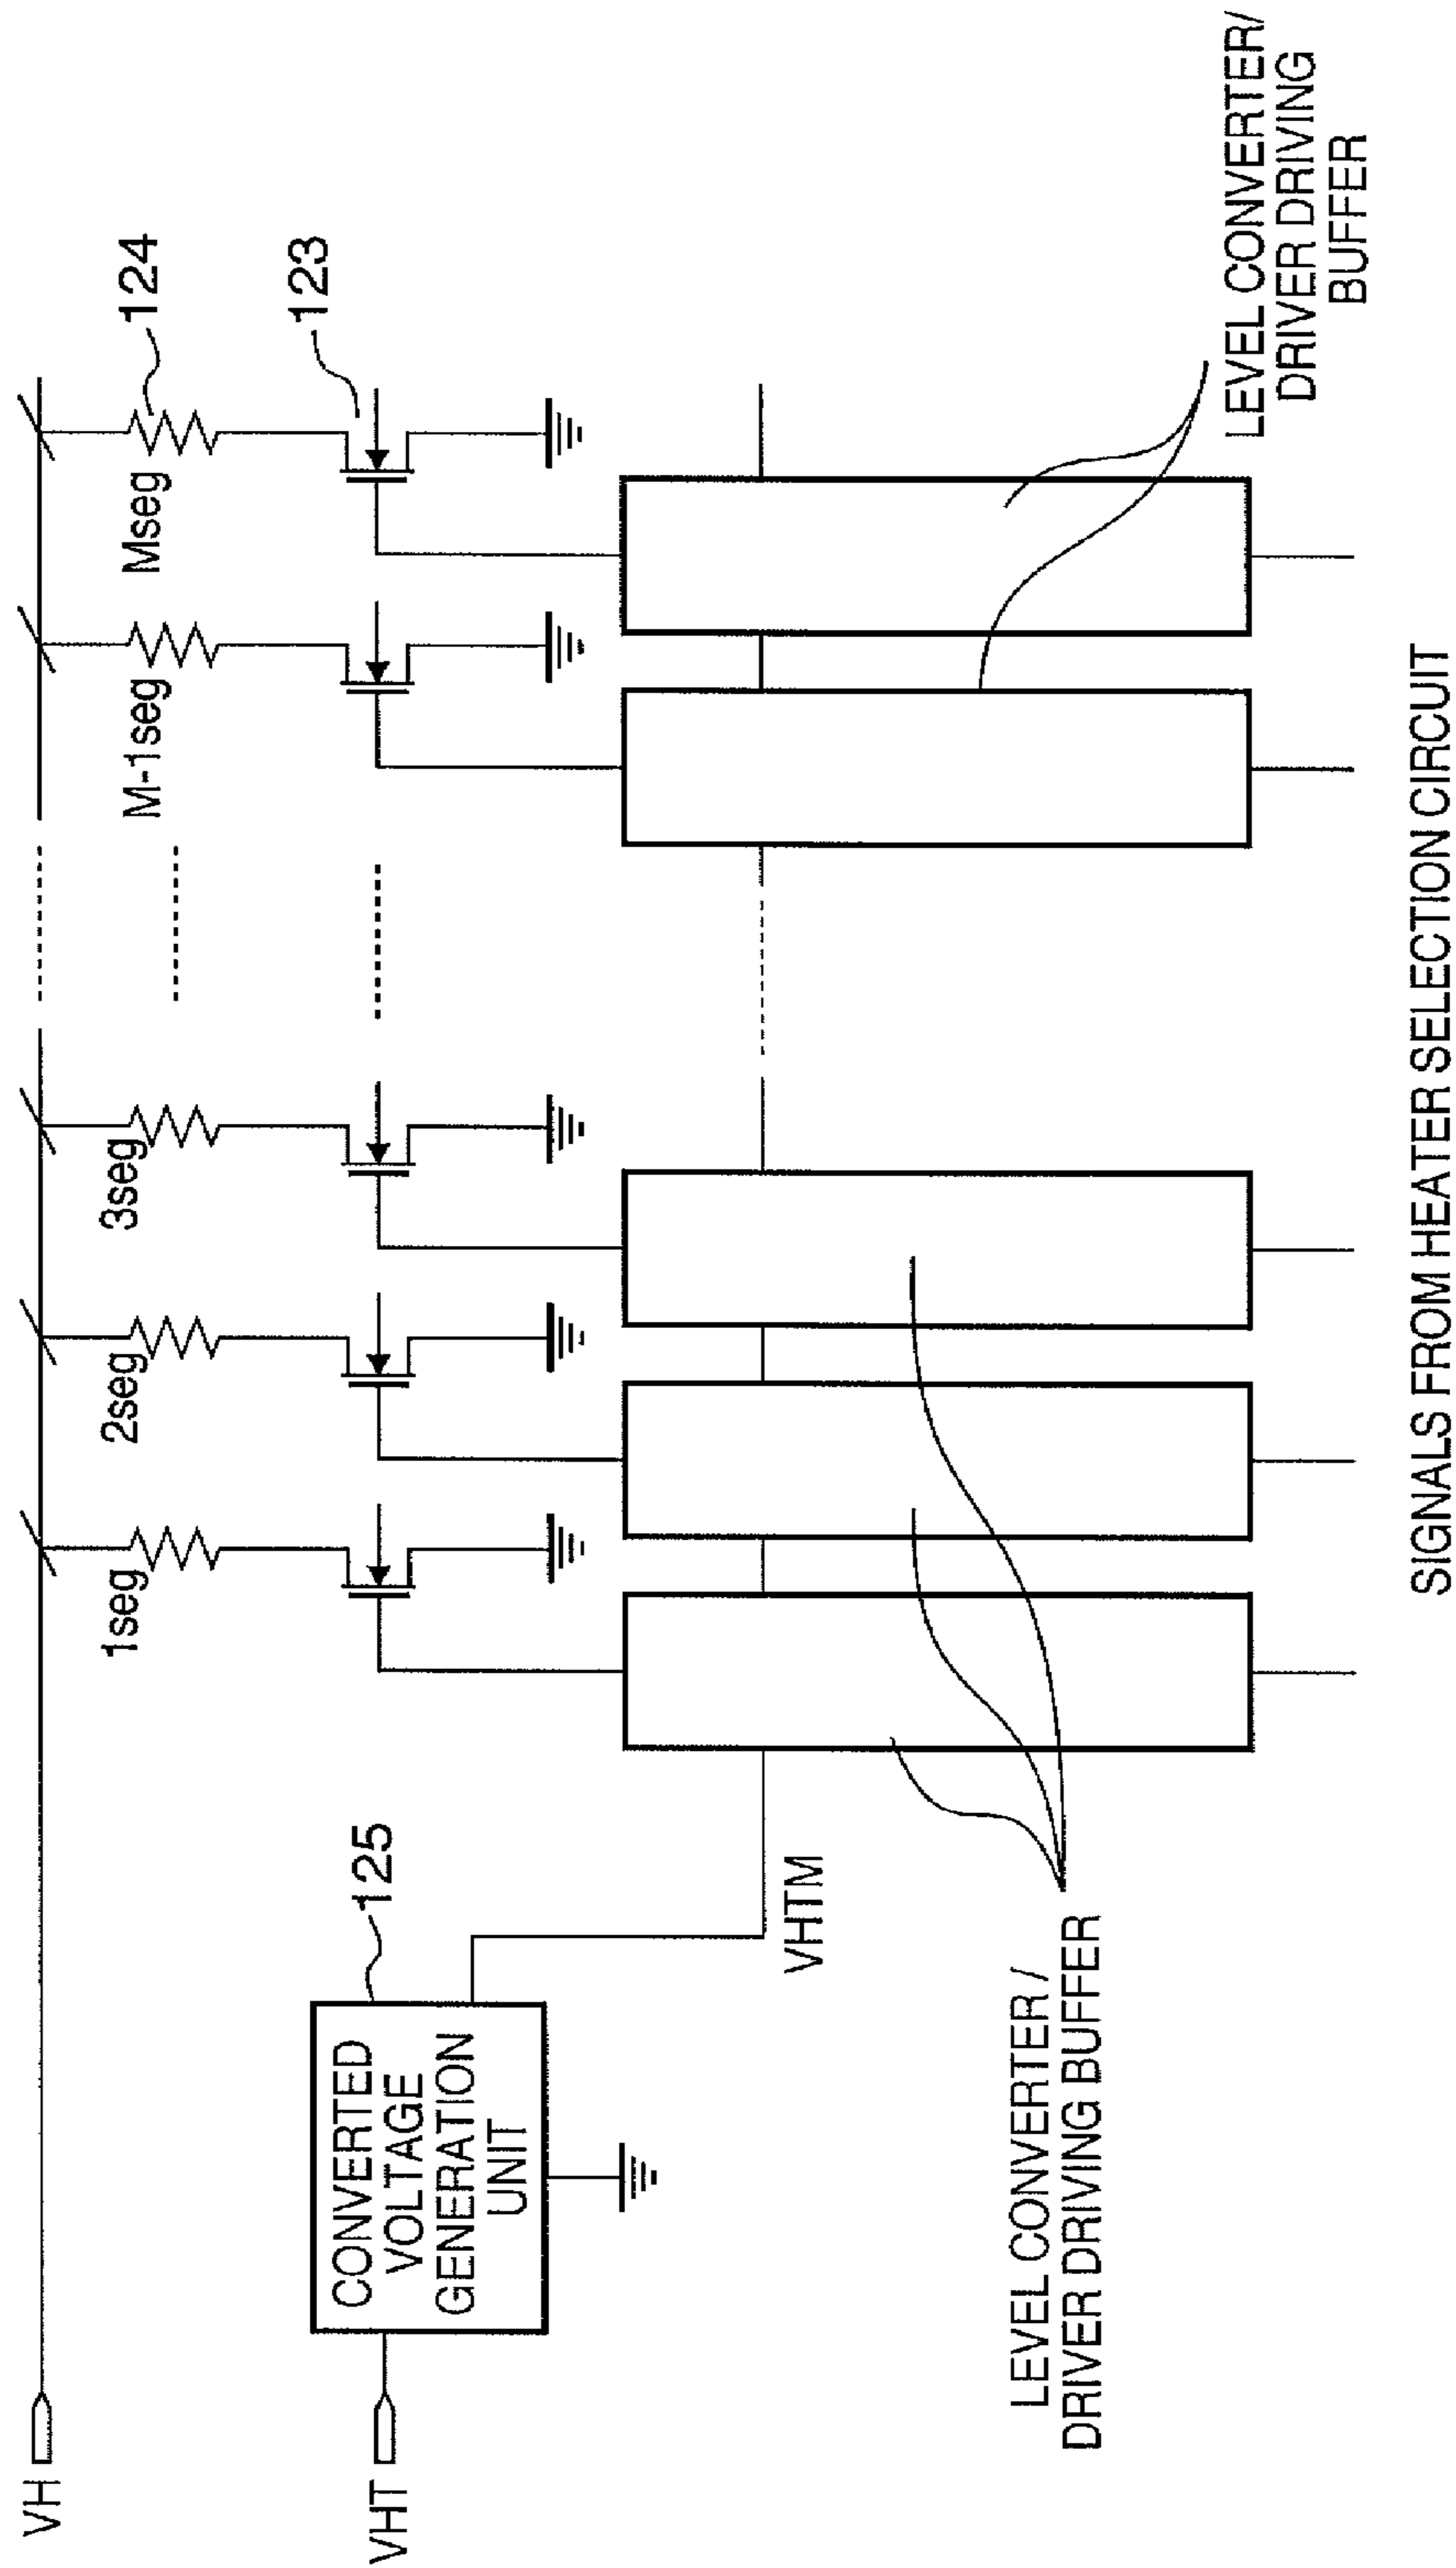 VH
1seg
2seg
3seg
M-1seg
Mseg
124
123
VHT
CONVERTED
VOLTAGE
GENERATION
UNIT
125
VHTM
LEVEL CONVERTER /
DRIVER DRIVING BUFFER
LEVEL CONVERTER/
DRIVER DRIVING
BUFFER
SIGNALS FROM HEATER SELECTION CIRCUIT